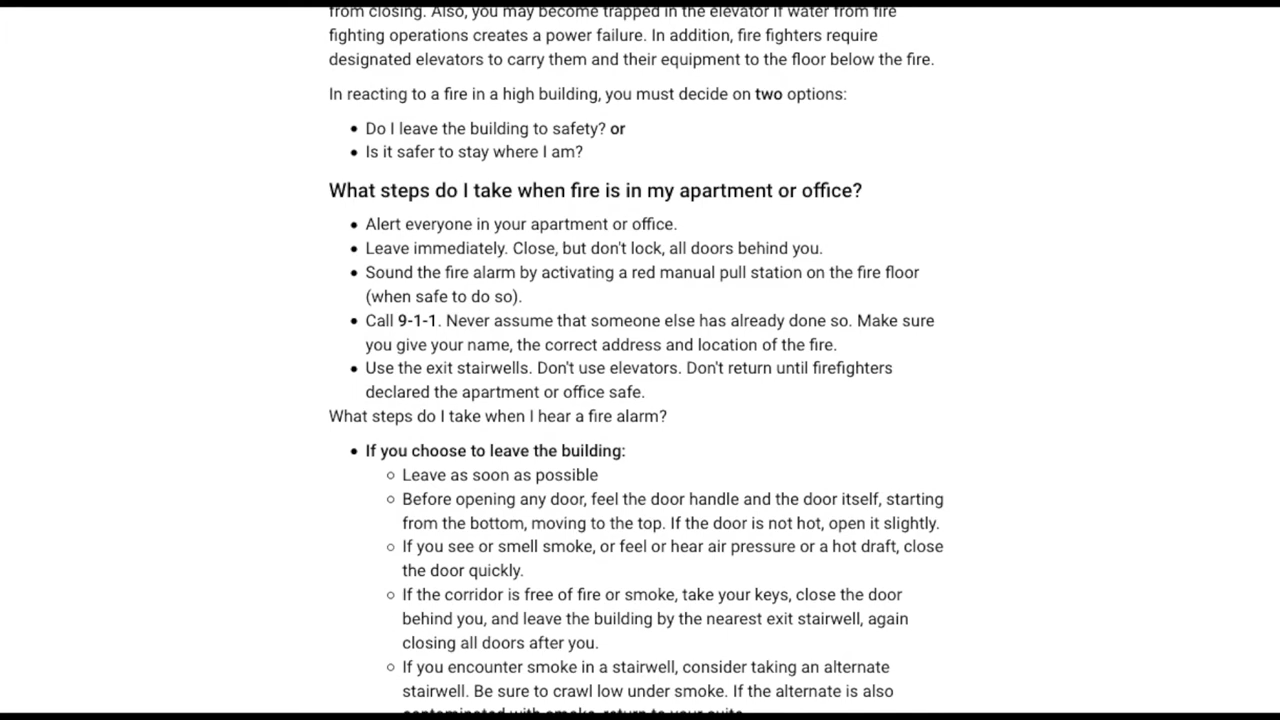 from closing. Also, you may become trapped in the elevator if water from fire
fighting operations creates a power failure. In addition, fire fighters require
designated elevators to carry them and their equipment to the floor below the fire.
In reacting to a fire in a high building, you must decide on two options:
• Do I leave the building to safety? or
• Is it safer to stay where I am?
What steps do I take when fire is in my apartment or office?
• Alert everyone in your apartment or office.
• Leave immediately. Close, but don't lock, all doors behind you.
• Sound the fire alarm by activating a red manual pull station on the fire floor
(when safe to do so).
• Call 9-1-1. Never assume that someone else has already done so. Make sure
you give your name, the correct address and location of the fire.
• Use the exit stairwells. Don't use elevators. Don't return until firefighters
declared the apartment or office safe.
What steps do I take when I hear a fire alarm?
• If you choose to leave the building:
○ Leave as soon as possible
○ Before opening any door, feel the door handle and the door itself, starting
from the bottom, moving to the top. If the door is not hot, open it slightly.
○ If you see or smell smoke, or feel or hear air pressure or a hot draft, close
the door quickly.
○ If the corridor is free of fire or smoke, take your keys, close the door
behind you, and leave the building by the nearest exit stairwell, again
closing all doors after you.
○ If you encounter smoke in a stairwell, consider taking an alternate
stairwell. Be sure to crawl low under smoke. If the alternate is also
contaminated with smoke, return to your suite.